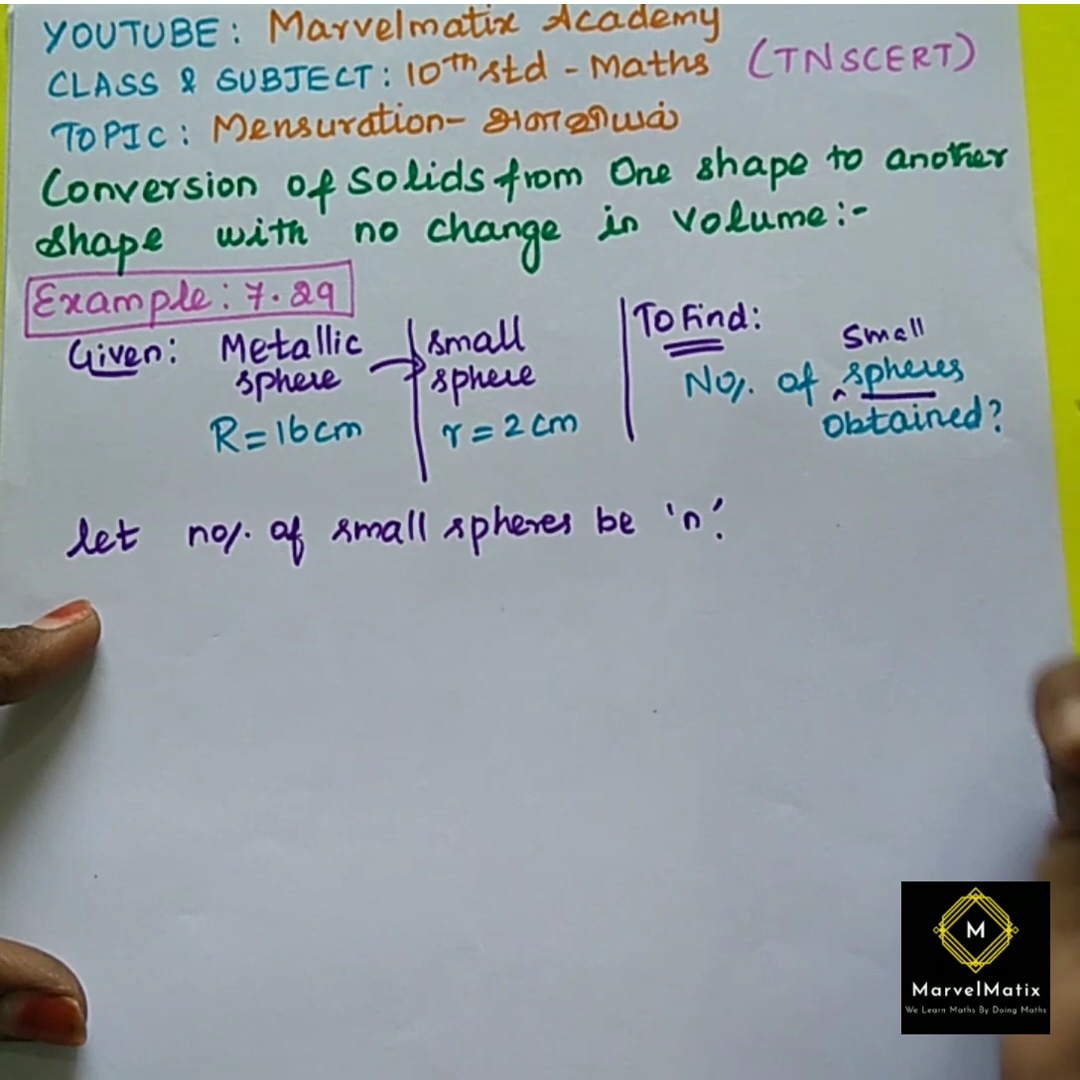 YOUTUBE: Marvelmatix Academy
CLASS & SUBJECT: 10th std - Maths (TNSCERT)
TOPIC: Mensuration- அளவியல்
Conversion of Solids from One shape to another
shape with no change in volume:-
Example: 7.29
Given: Metallic sphere → small sphere
R=16cm r=2cm
To Find:
No/. of small spheres
obtained?
let no/. of small spheres be 'n'.
M
MarvelMatix
We Learn Maths By Doing Maths